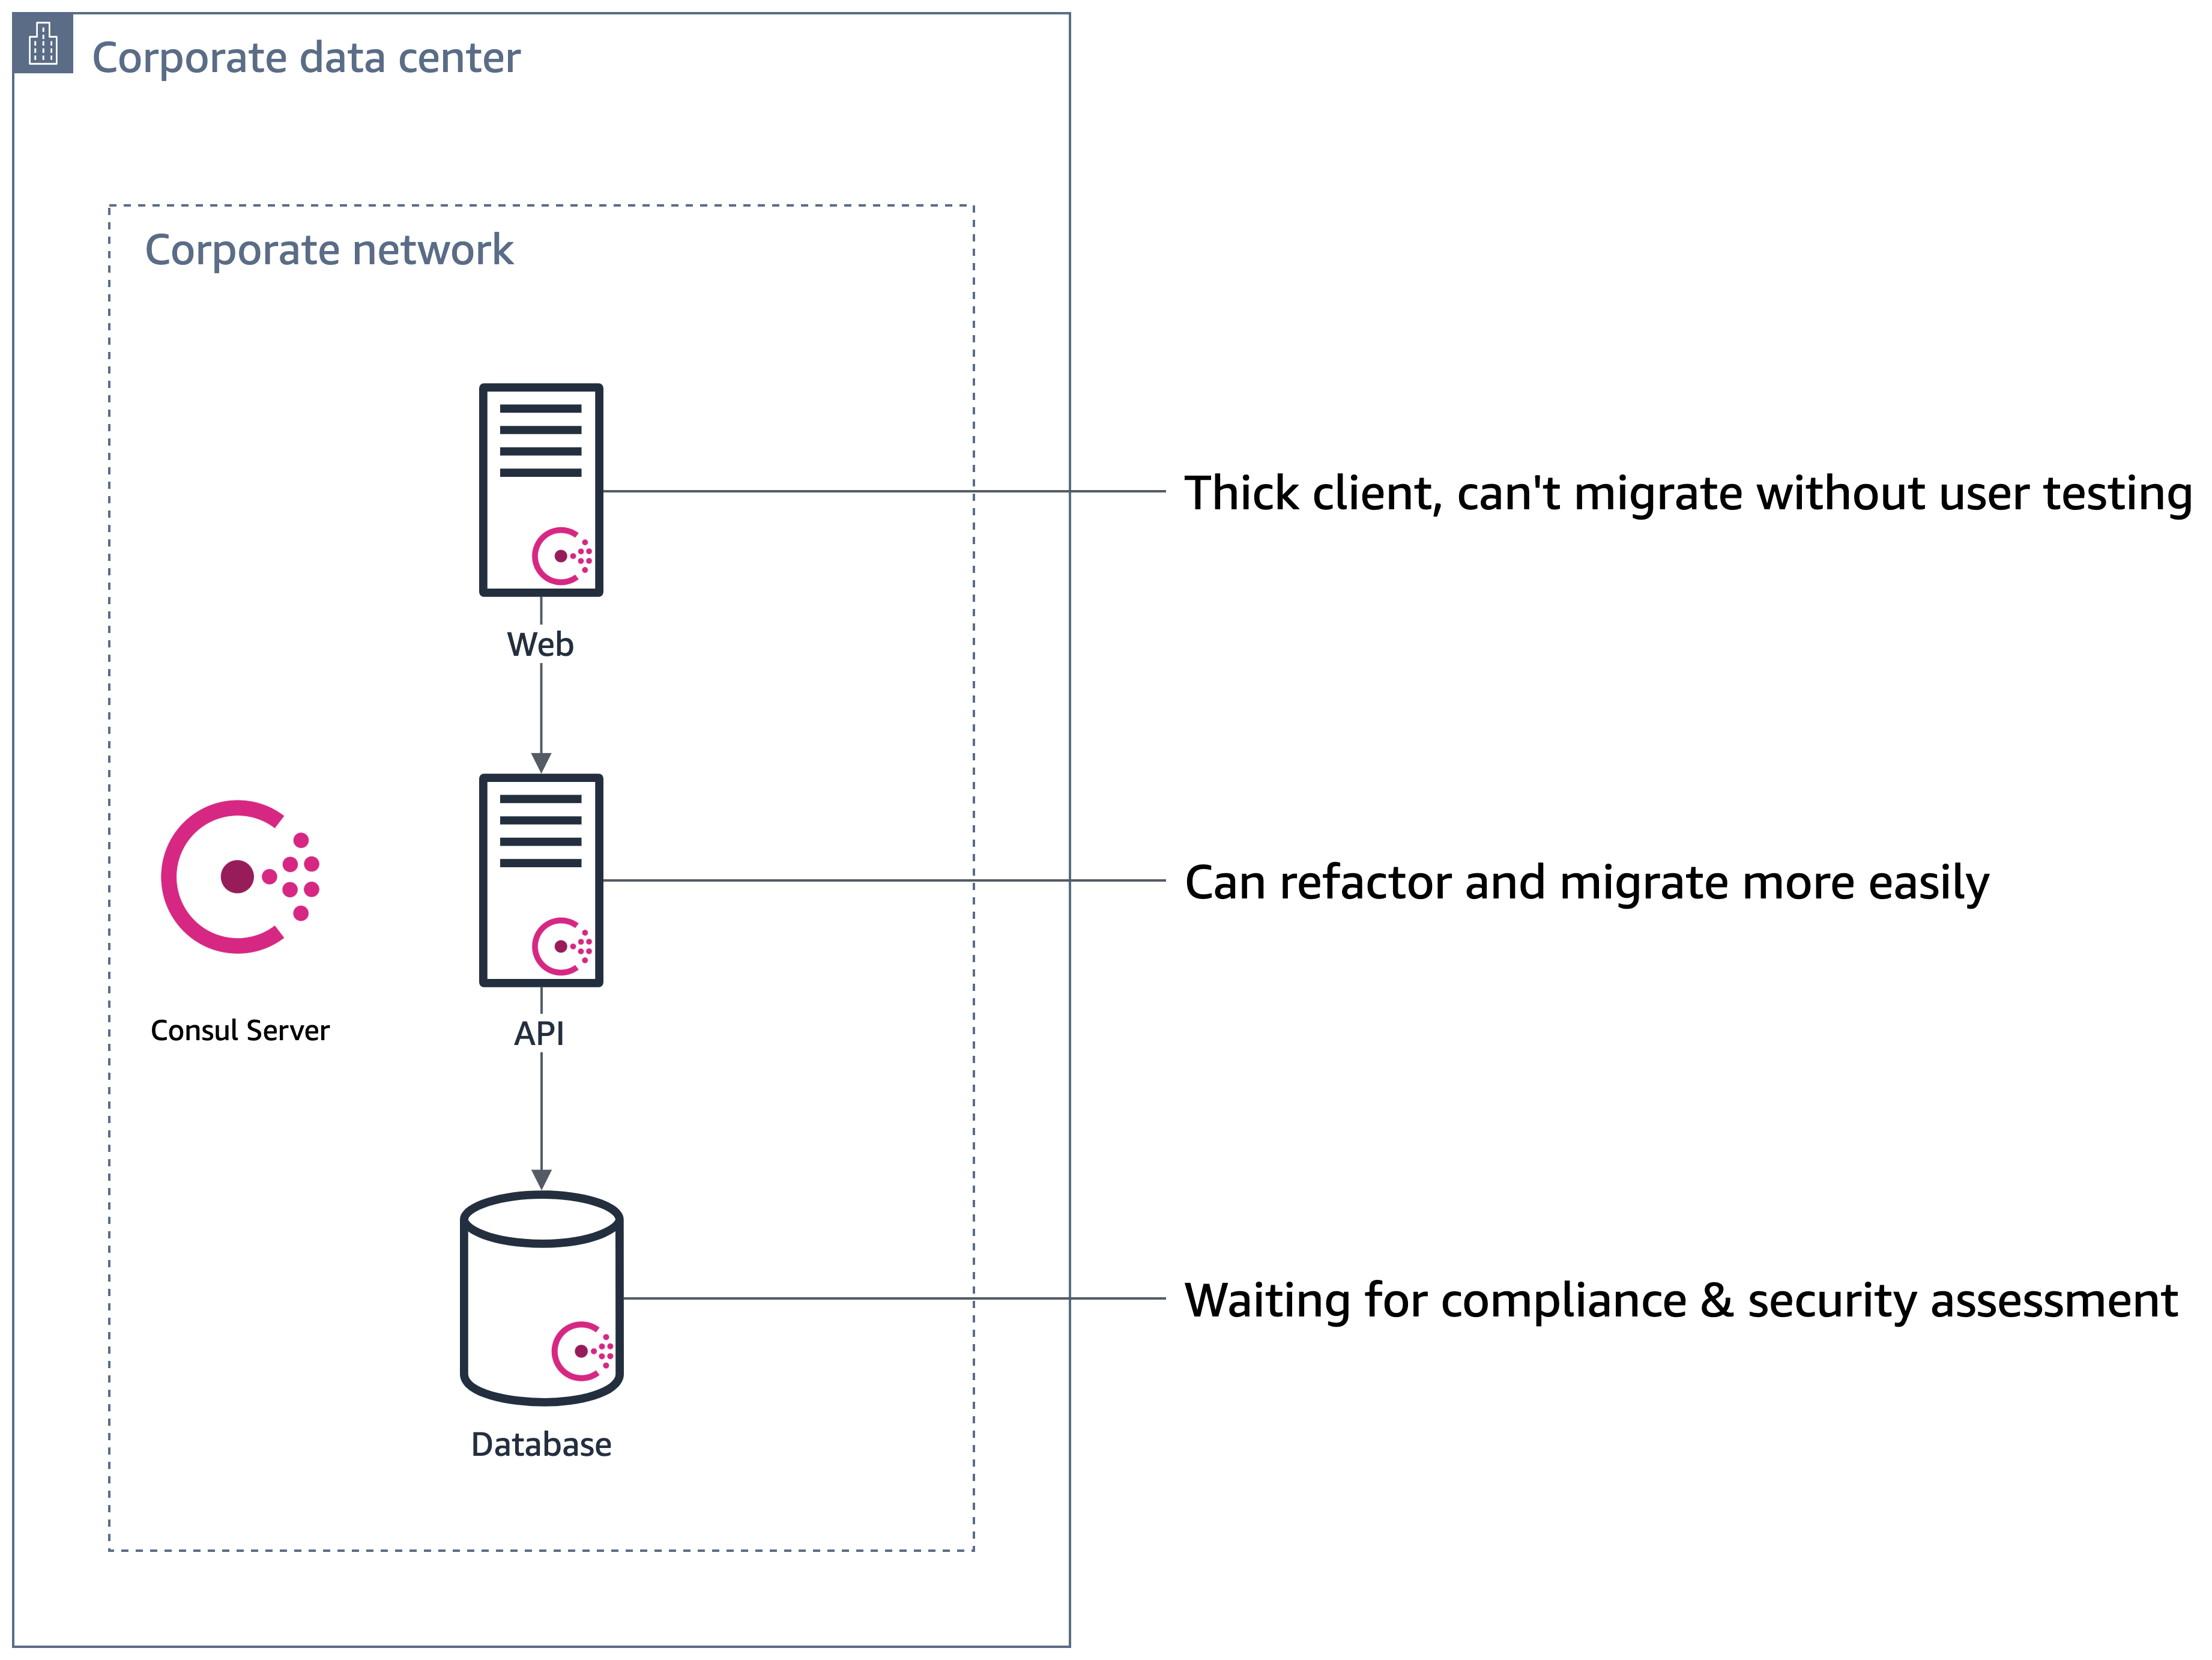 Corporate data center
Corporate network
Thick client, can't migrate without user testing
Web
Can refactor and migrate more easily
Consul Server
API
Waiting for compliance & security assessment
Database